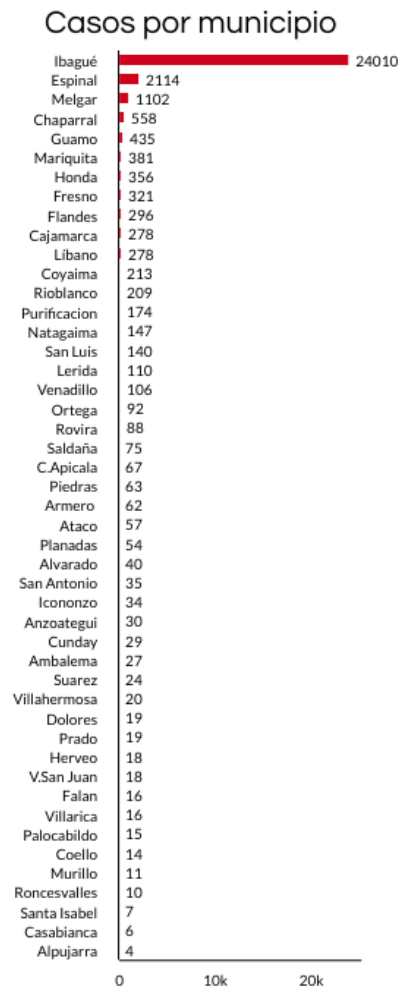 Casos por municipio
Ibagué 24010
Espinal 2114
Melgar 1102
Chaparral 558
Guamo 435
Mariquita 381
Honda 356
Fresno 321
Flandes 296
Cajamarca 278
Líbano 278
Coyaima 213
Rioblanco 209
Purificacion 174
Natagaima 147
San Luis 140
Lerida 110
Venadillo 106
Ortega 92
Rovira 88
Saldaña 75
C.Apicala 67
Piedras 63
Armero 62
Ataco 57
Planadas 54
Alvarado 40
San Antonio 35
Icononzo 34
Anzoategui 30
Cunday 29
Ambalema 27
Suarez 24
Villahermosa 20
Dolores 19
Prado 19
Herveo 18
V.San Juan 18
Falan 16
Villarica 16
Palocabildo 15
Coello 14
Murillo 11
Roncesvalles 10
Santa Isabel 7
Casabianca 6
Alpujarra 4
0 10k 20k